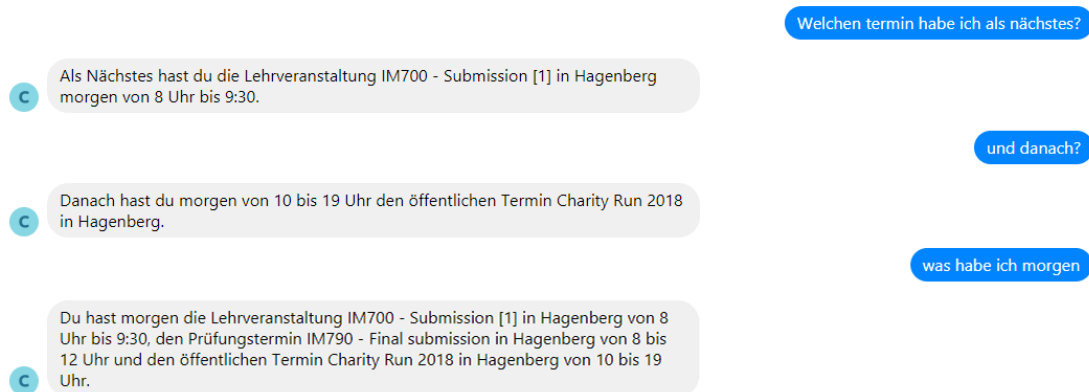 Welchen termin habe ich als nächstes?
Als Nächstes hast du die Lehrveranstaltung IM700 - Submission [1] in Hagenberg
morgen von 8 Uhr bis 9:30.
C
und danach?
Danach hast du morgen von 10 bis 19 Uhr den öffentlichen Termin Charity Run 2018
in Hagenberg.
C
was habe ich morgen
Du hast morgen die Lehrveranstaltung IM700 - Submission [1] in Hagenberg von 8
Uhr bis 9:30, den Prüfungstermin IM790 - Final submission in Hagenberg von 8 bis
12 Uhr und den öffentlichen Termin Charity Run 2018 in Hagenberg von 10 bis 19
Uhr.
C